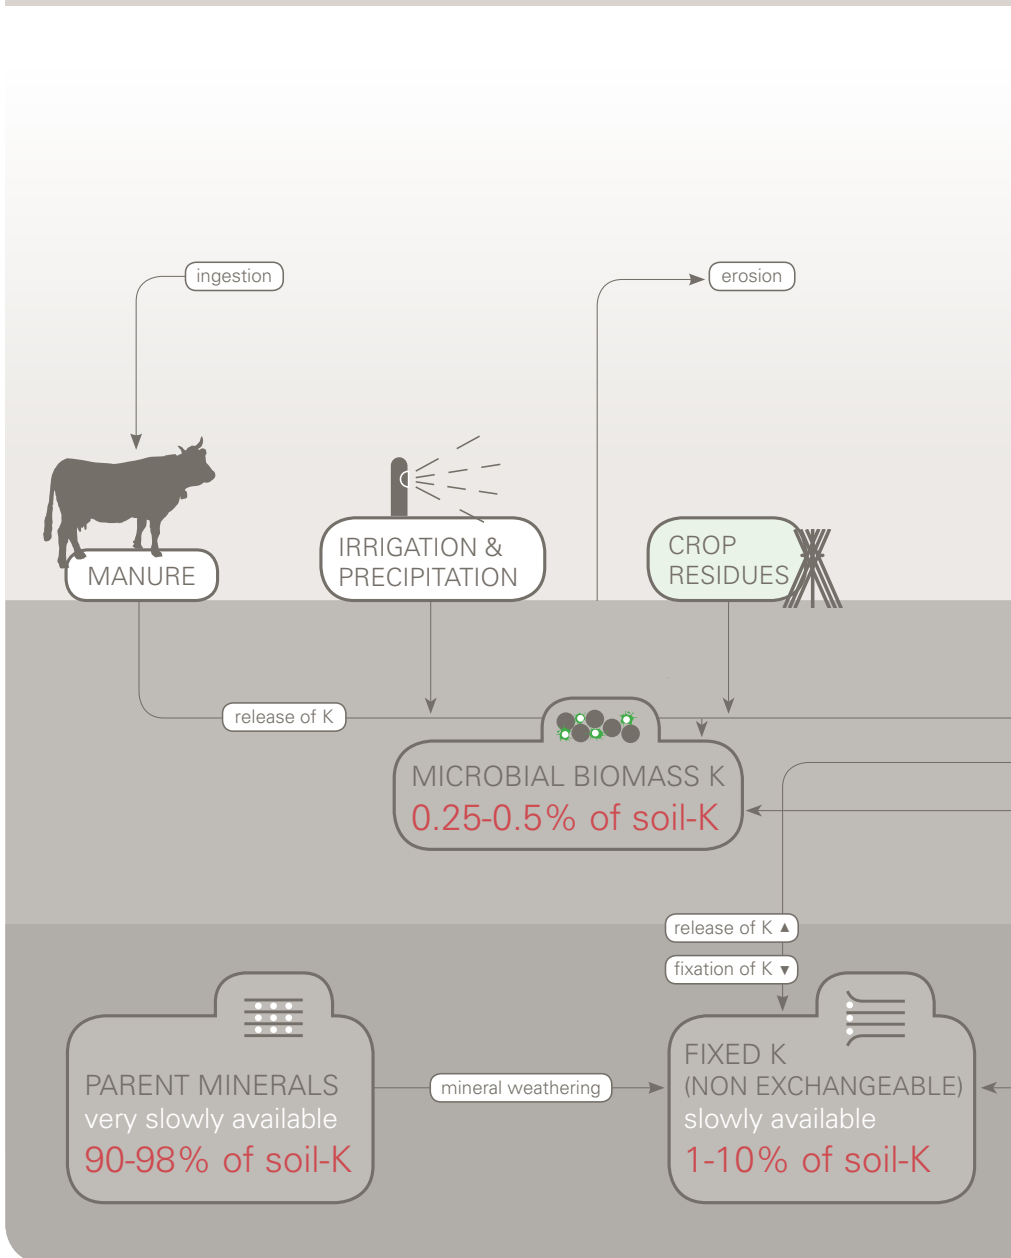 ingestion
erosion
IRRIGATION &
PRECIPITATION
CROP
RESIDUES
MANURE
release of K
MICROBIAL BIOMASS K
0.25-0.5% of soil-K
release of K ▲
fixation of K ▼
PARENT MINERALS
very slowly available
90-98% of soil-K
mineral weathering
FIXED K
(NON EXCHANGEABLE)
slowly available
1-10% of soil-K